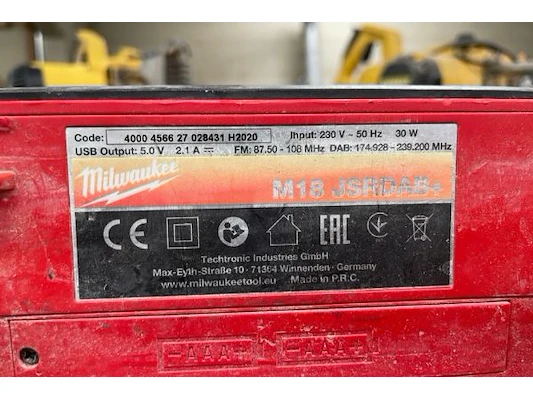 Code: 4000 4566 27 028431 H2020 Input: 230 V ~ 50 Hz 30 W
USB Output: 5.0 V 2.1 A FM: 87.50 - 108 MHz DAB: 174.928 - 239.200 MHz
Milwaukee
M18 JSRDAB+
CE EAC
Techtronic Industries GmbH
Max-Eyth-Straße 10 · 71364 Winnenden · Germany
www.milwaukeetool.eu Made in P.R.C.
-AAA+ -AAA+